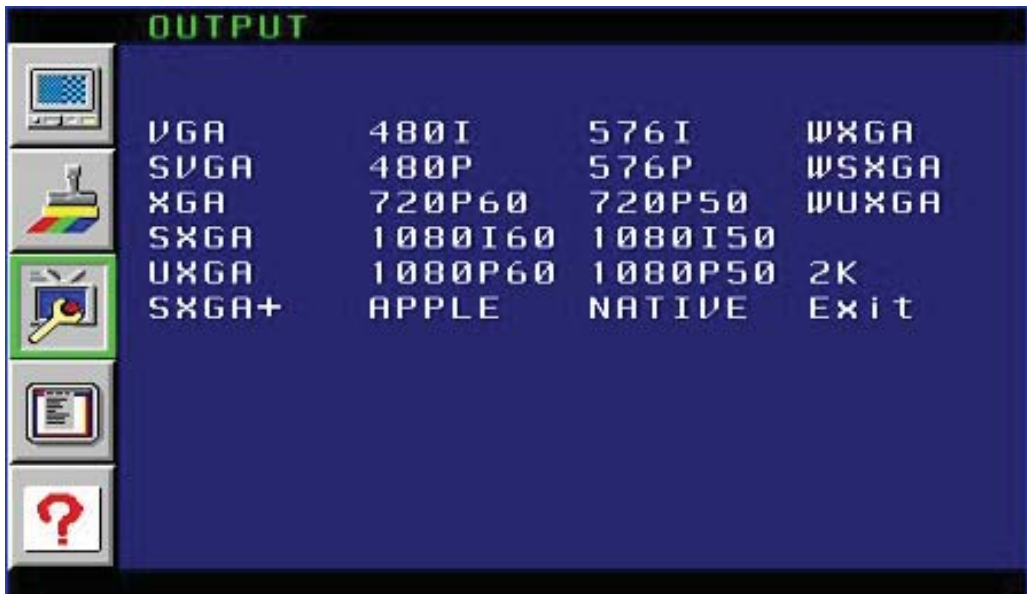 OUTPUT
VGA 480I 576I WXGA
SVGA 480P 576P WSXGA
XGA 720P60 720P50 WUXGA
SXGA 1080I60 1080I50
UXGA 1080P60 1080P50 2K
SXGA+ APPLE NATIVE Exit
?